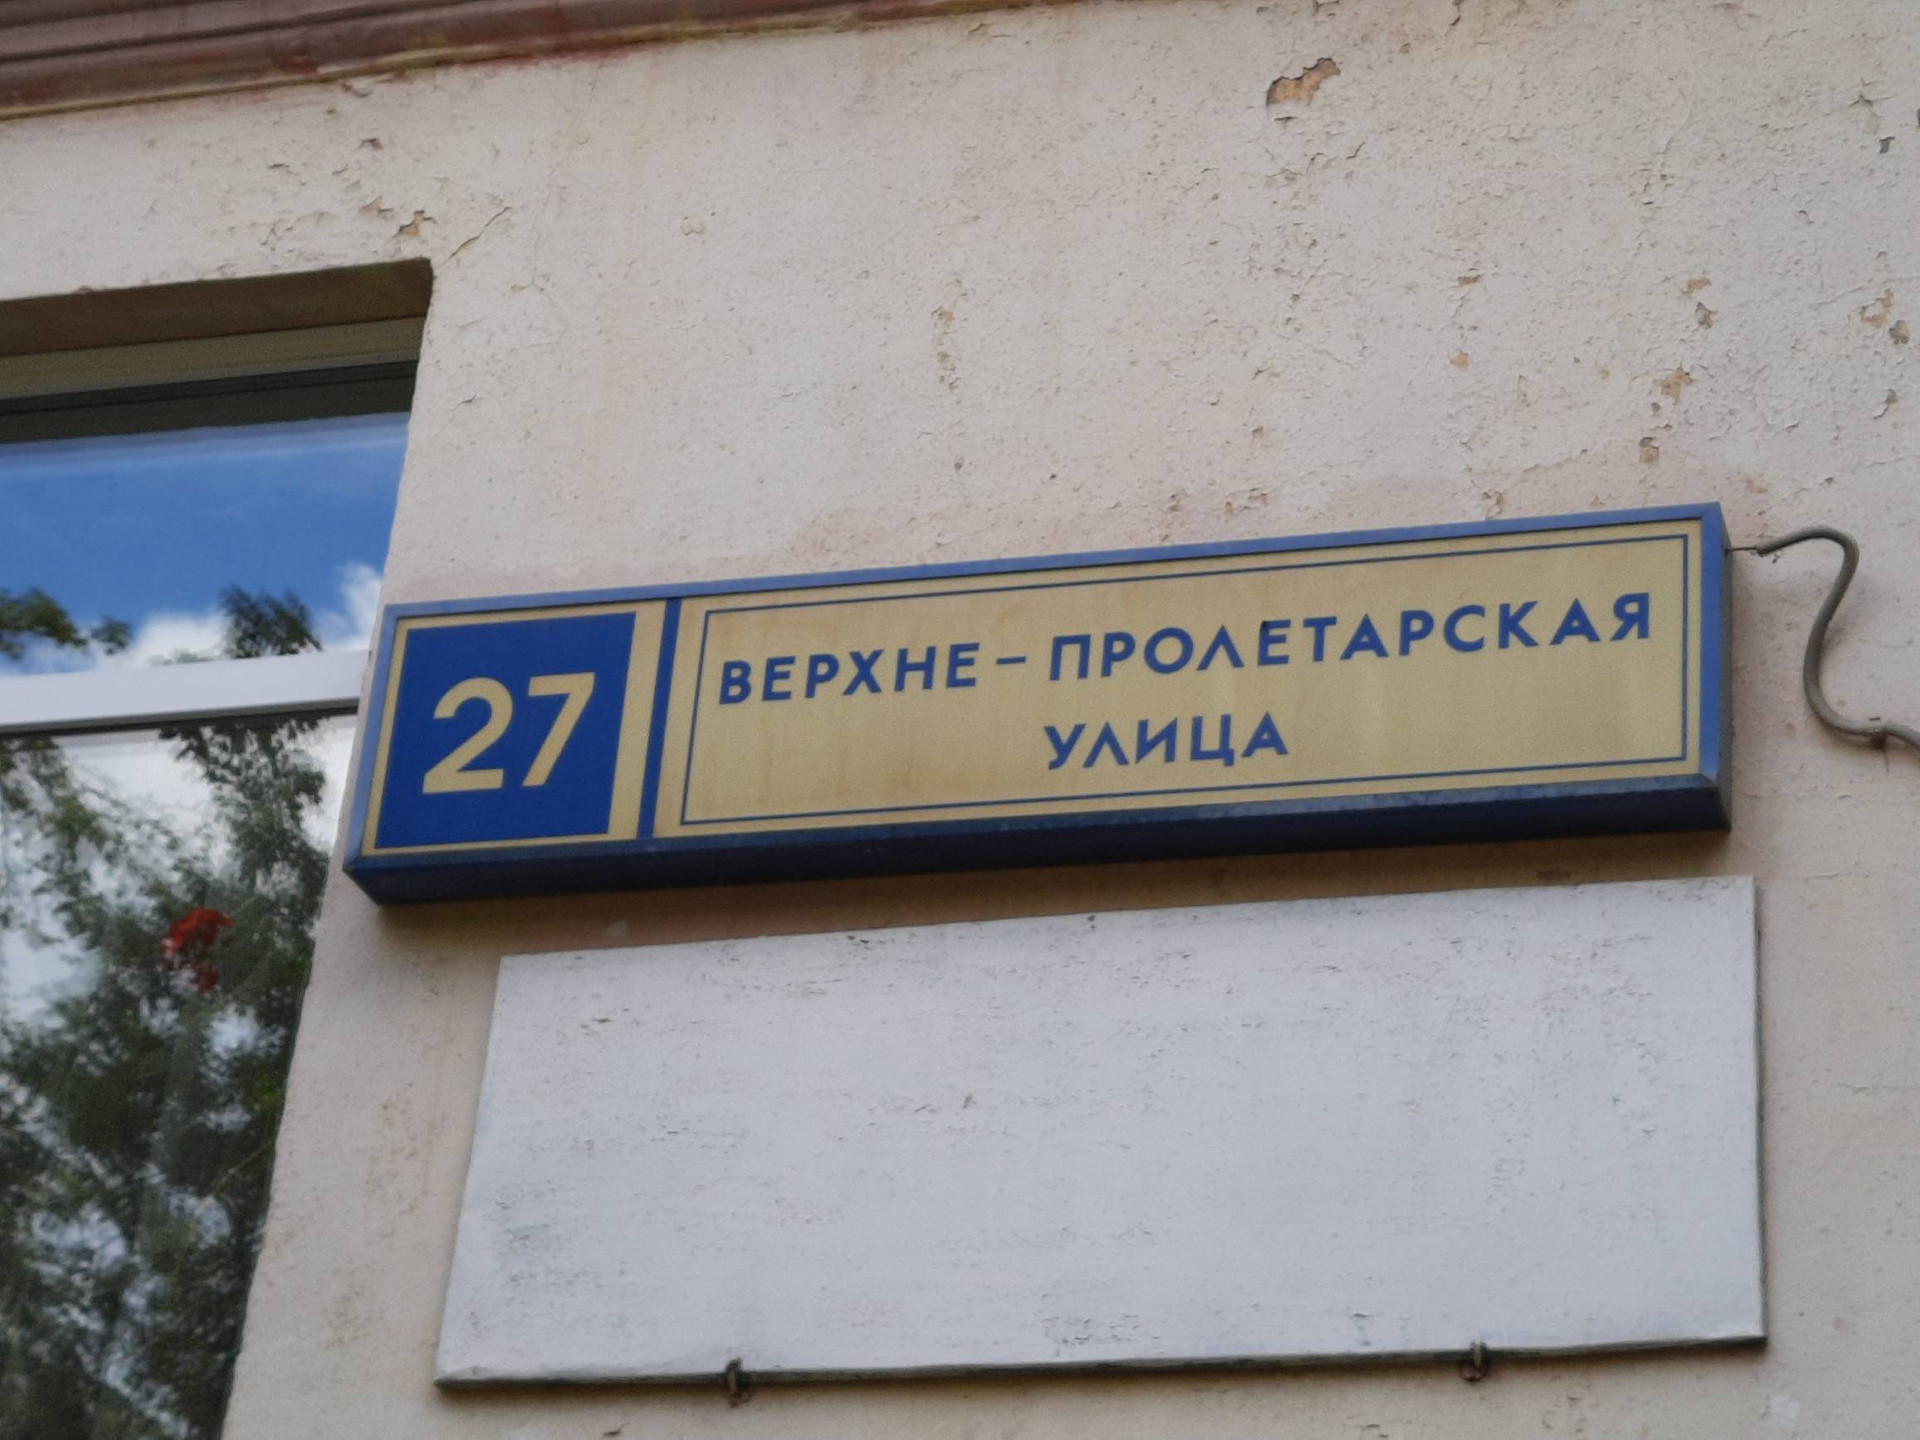 27
ВЕРХНЕ – ПРОЛЕТАРСКАЯ
УЛИЦА